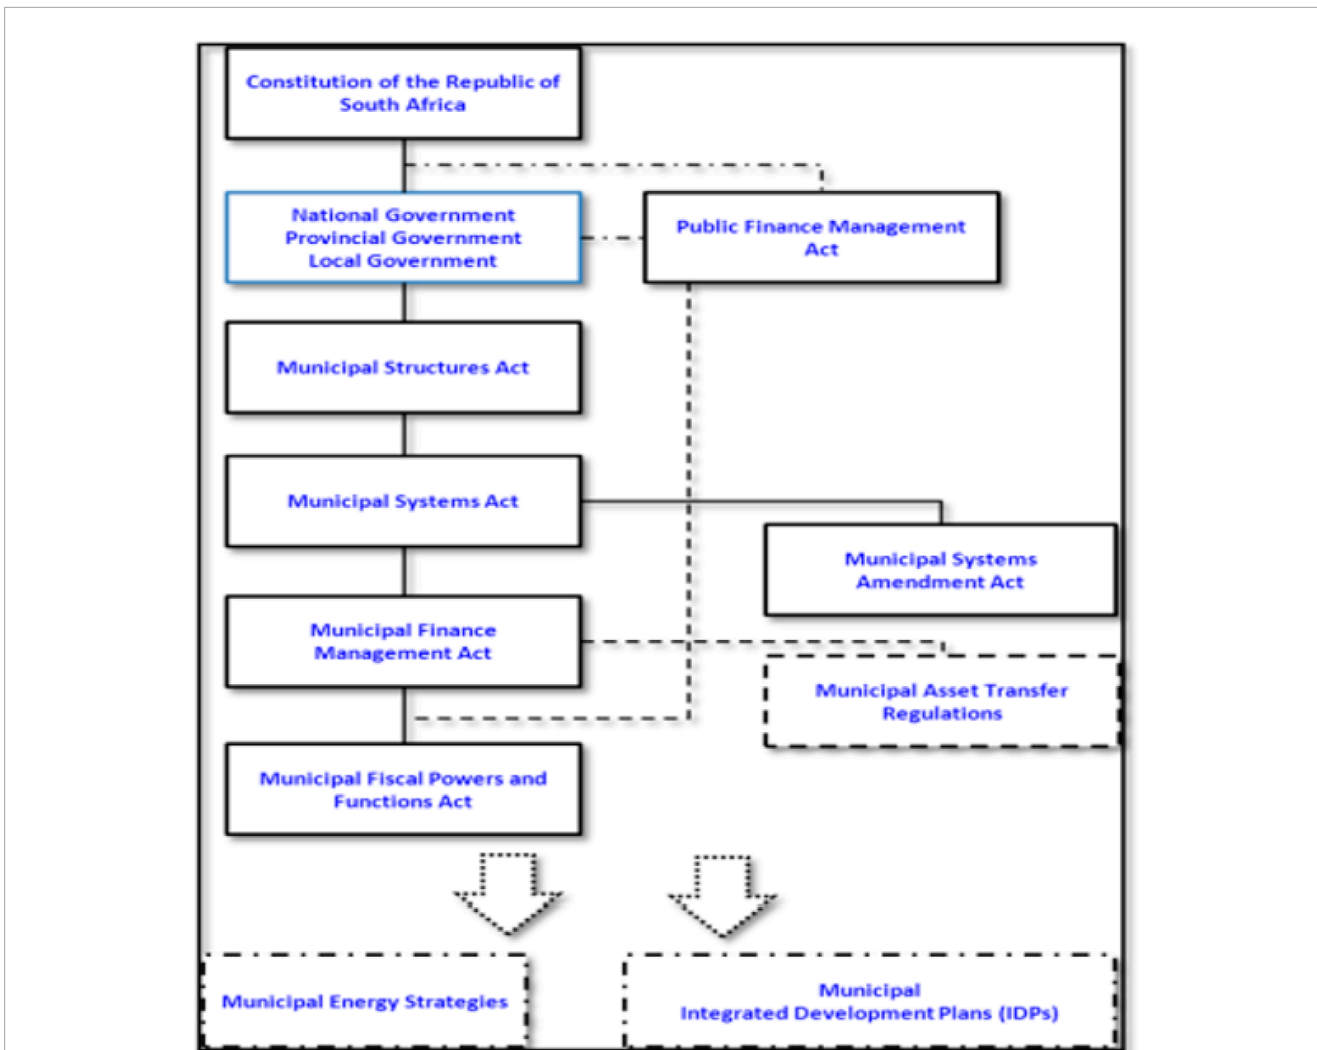 Constitution of the Republic of
South Africa
National Government
Provincial Government
Local Government
Public Finance Management
Act
Municipal Structures Act
Municipal Systems Act
Municipal Systems
Amendment Act
Municipal Finance
Management Act
Municipal Asset Transfer
Regulations
Municipal Fiscal Powers and
Functions Act
Municipal Energy Strategies
Municipal
Integrated Development Plans (IDPs)